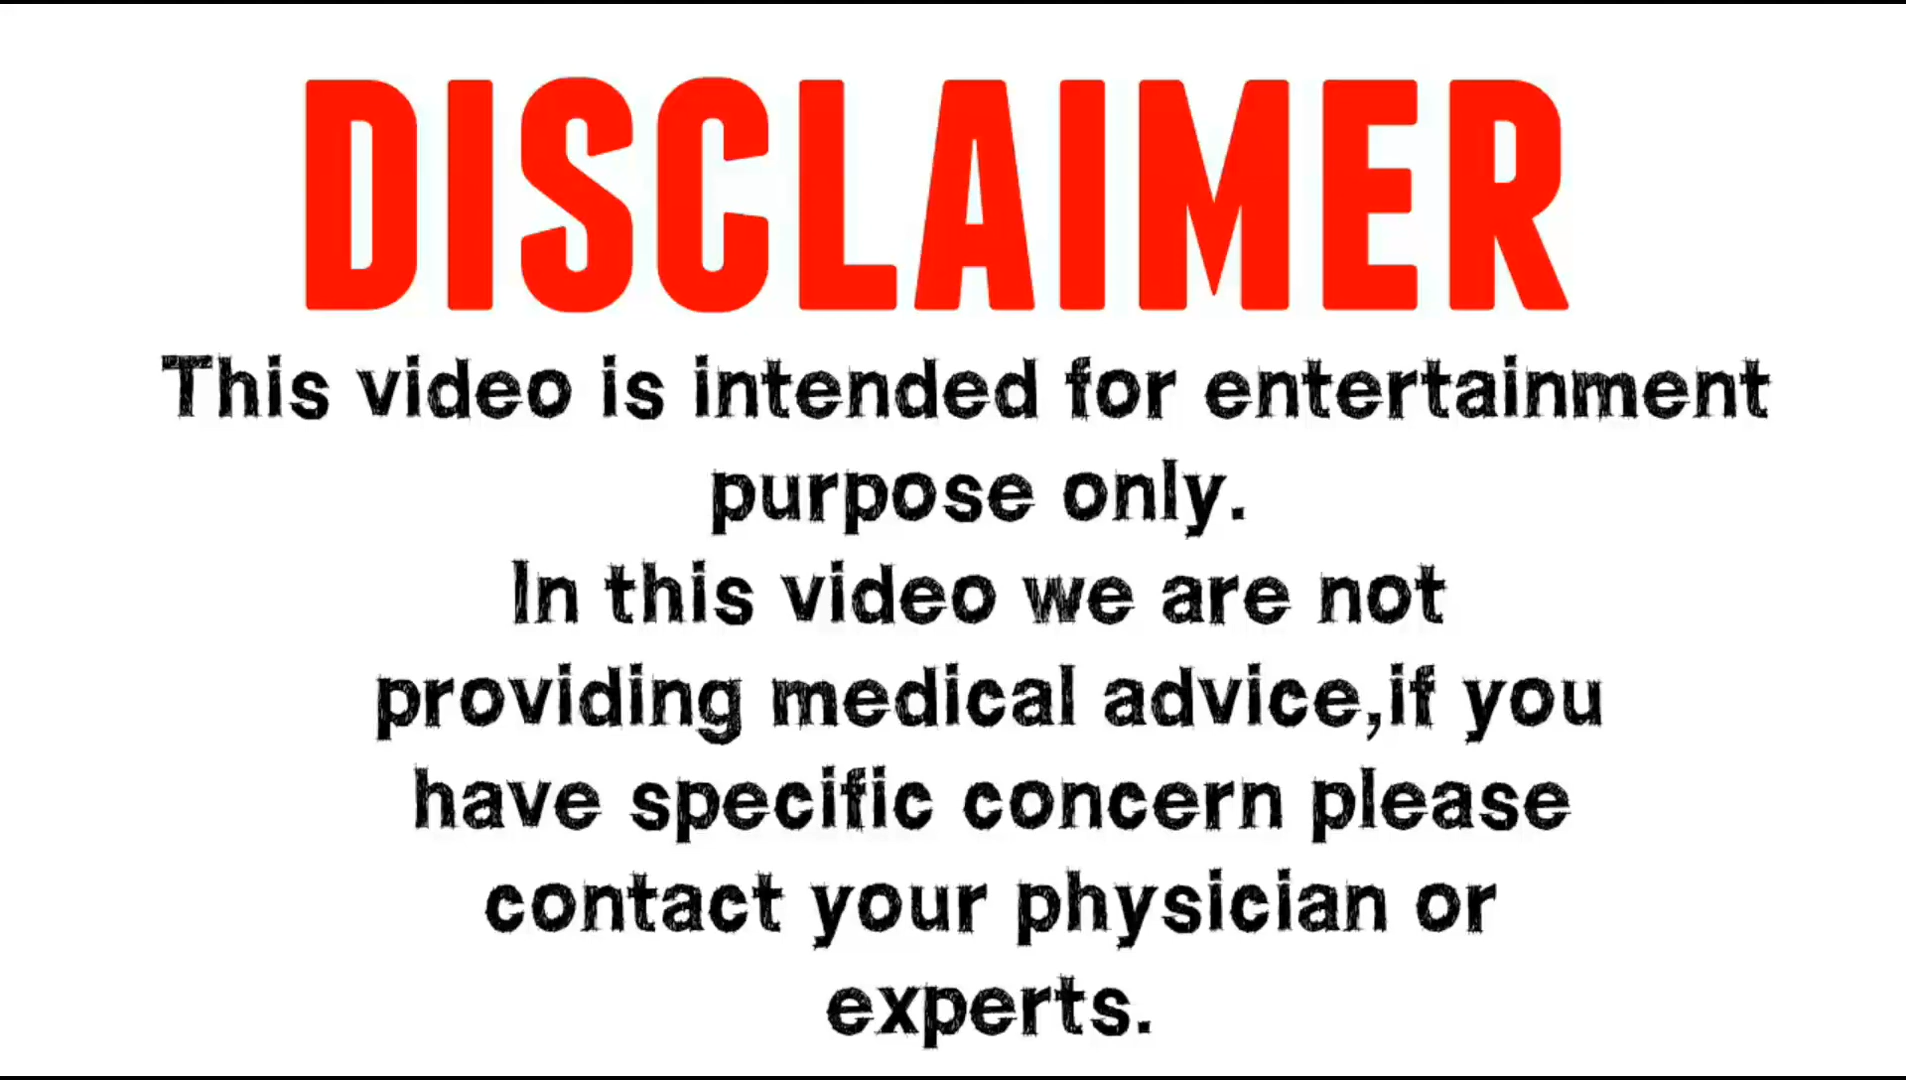 DISCLAIMER
This video is intended for entertainment
purpose only.
In this video we are not
providing medical advice,if you
have specific concern please
contact your physician or
experts.